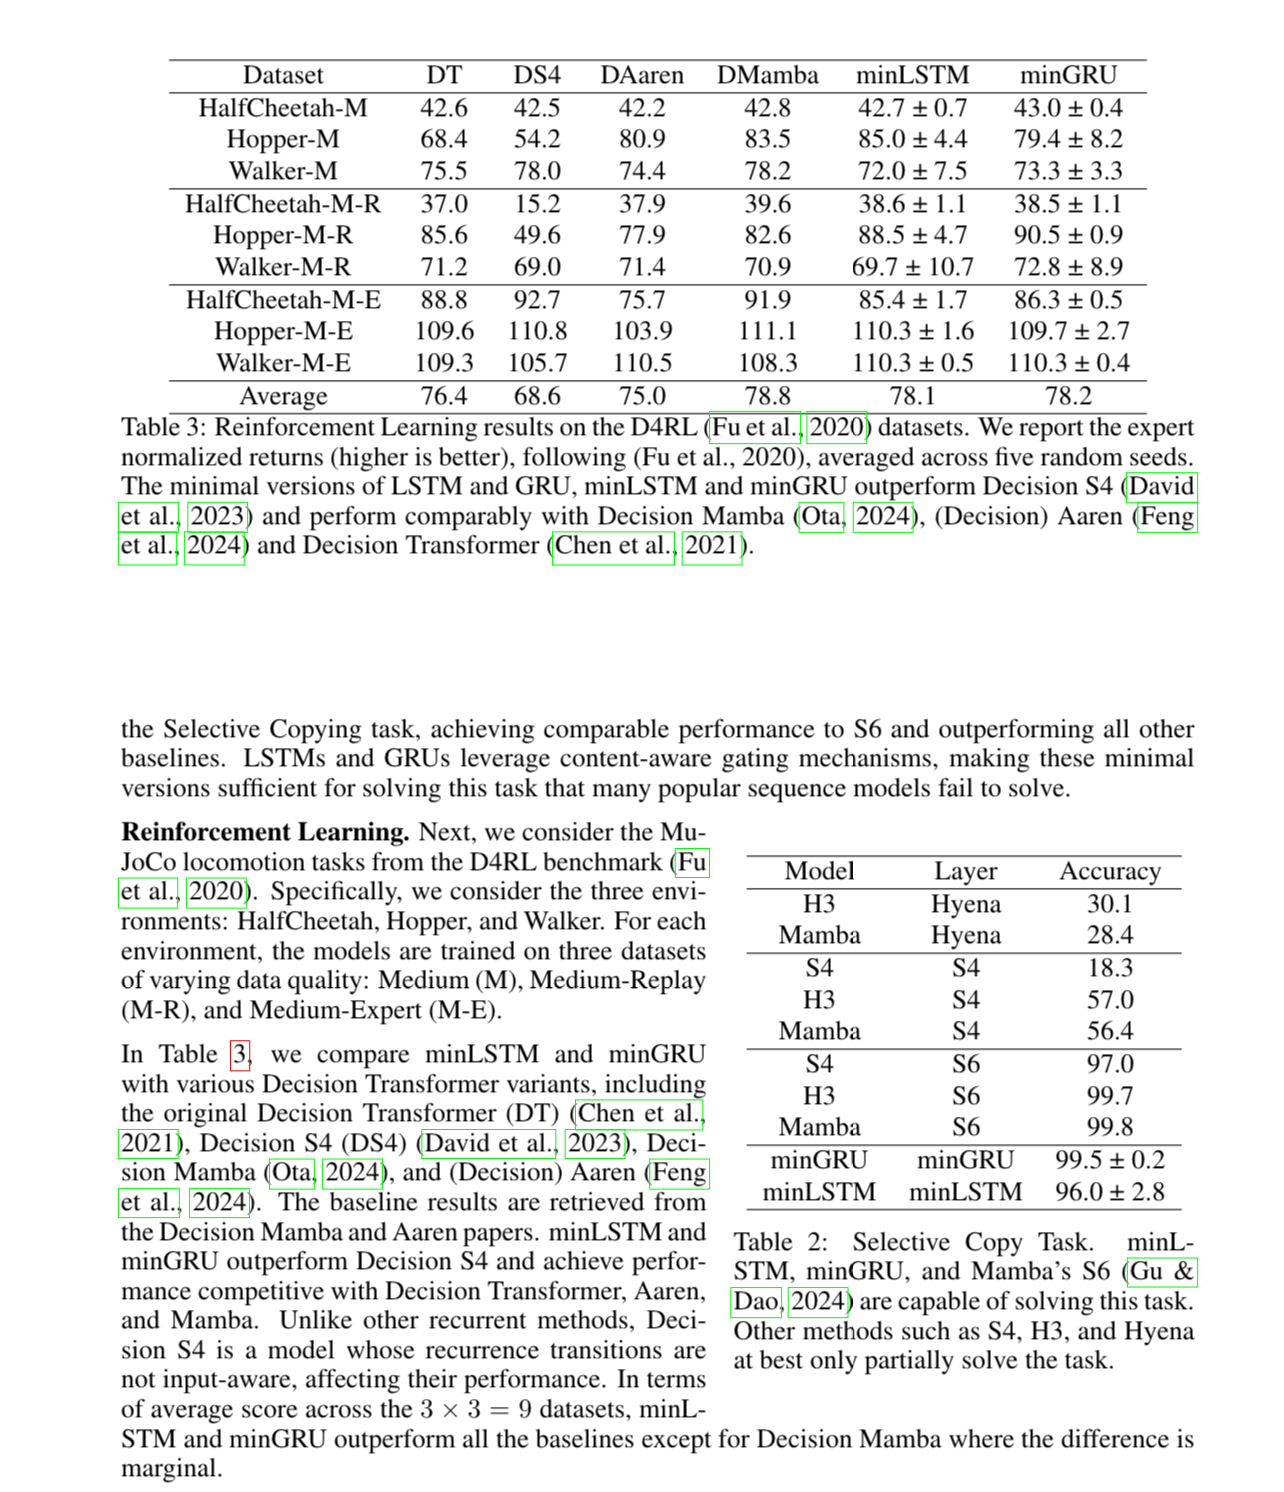 Dataset DT DS4 DAaren DMamba minLSTM minGRU
HalfCheetah-M 42.6 42.5 42.2 42.8 42.7 ± 0.7 43.0 ± 0.4
Hopper-M 68.4 54.2 80.9 83.5 85.0 ± 4.4 79.4 ± 8.2
Walker-M 75.5 78.0 74.4 78.2 72.0 ± 7.5 73.3 ± 3.3
HalfCheetah-M-R 37.0 15.2 37.9 39.6 38.6 ± 1.1 38.5 ± 1.1
Hopper-M-R 85.6 49.6 77.9 82.6 88.5 ± 4.7 90.5 ± 0.9
Walker-M-R 71.2 69.0 71.4 70.9 69.7 ± 10.7 72.8 ± 8.9
HalfCheetah-M-E 88.8 92.7 75.7 91.9 85.4 ± 1.7 86.3 ± 0.5
Hopper-M-E 109.6 110.8 103.9 111.1 110.3 ± 1.6 109.7 ± 2.7
Walker-M-E 109.3 105.7 110.5 108.3 110.3 ± 0.5 110.3 ± 0.4
Average 76.4 68.6 75.0 78.8 78.1 78.2
Table 3: Reinforcement Learning results on the D4RL (Fu et al., 2020) datasets. We report the expert
normalized returns (higher is better), following (Fu et al., 2020), averaged across five random seeds.
The minimal versions of LSTM and GRU, minLSTM and minGRU outperform Decision S4 (David
et al., 2023) and perform comparably with Decision Mamba (Ota, 2024), (Decision) Aaren (Feng
et al., 2024) and Decision Transformer (Chen et al., 2021).
the Selective Copying task, achieving comparable performance to S6 and outperforming all other
baselines. LSTMs and GRUs leverage content-aware gating mechanisms, making these minimal
versions sufficient for solving this task that many popular sequence models fail to solve.
Reinforcement Learning. Next, we consider the Mu-
JoCo locomotion tasks from the D4RL benchmark (Fu
et al., 2020). Specifically, we consider the three envi-
ronments: HalfCheetah, Hopper, and Walker. For each
environment, the models are trained on three datasets
of varying data quality: Medium (M), Medium-Replay
(M-R), and Medium-Expert (M-E).
In Table 3, we compare minLSTM and minGRU
with various Decision Transformer variants, including
the original Decision Transformer (DT) (Chen et al.,
2021), Decision S4 (DS4) (David et al., 2023), Deci-
sion Mamba (Ota, 2024), and (Decision) Aaren (Feng
et al., 2024). The baseline results are retrieved from
the Decision Mamba and Aaren papers. minLSTM and
minGRU outperform Decision S4 and achieve perfor-
mance competitive with Decision Transformer, Aaren,
and Mamba. Unlike other recurrent methods, Deci-
sion S4 is a model whose recurrence transitions are
not input-aware, affecting their performance. In terms
of average score across the 3 × 3 = 9 datasets, minL-
STM and minGRU outperform all the baselines except for Decision Mamba where the difference is
marginal.
Model Layer Accuracy
H3 Hyena 30.1
Mamba Hyena 28.4
S4 S4 18.3
H3 S4 57.0
Mamba S4 56.4
S4 S6 97.0
H3 S6 99.7
Mamba S6 99.8
minGRU minGRU 99.5 ± 0.2
minLSTM minLSTM 96.0 ± 2.8
Table 2: Selective Copy Task. minL-
STM, minGRU, and Mamba's S6 (Gu &
Dao, 2024) are capable of solving this task.
Other methods such as S4, H3, and Hyena
at best only partially solve the task.